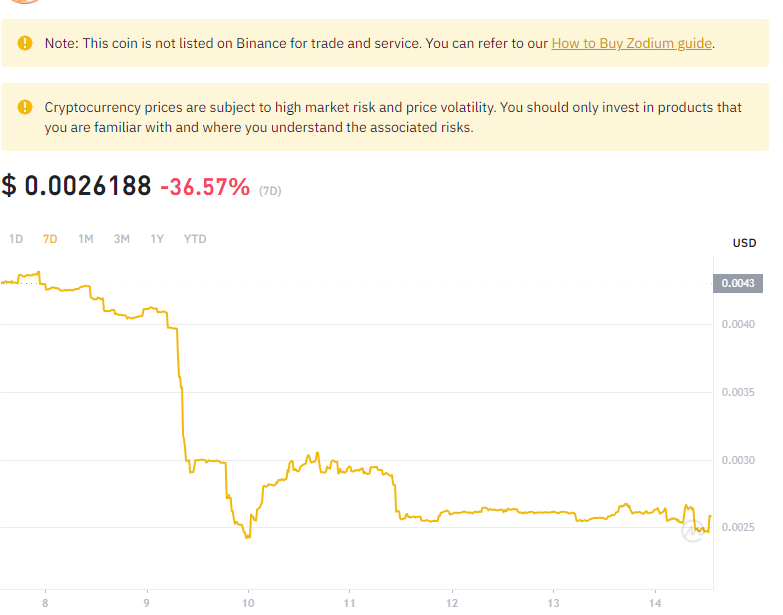 Note: This coin is not listed on Binance for trade and service. You can refer to our How to Buy Zodium guide.
Cryptocurrency prices are subject to high market risk and price volatility. You should only invest in products that
you are familiar with and where you understand the associated risks.
$ 0.0026188 -36.57% (7D)
1D 7D 1M 3M 1Y YTD
USD
0.0043
0.0040
0.0035
0.0030
0.0025
8 9 10 11 12 13 14